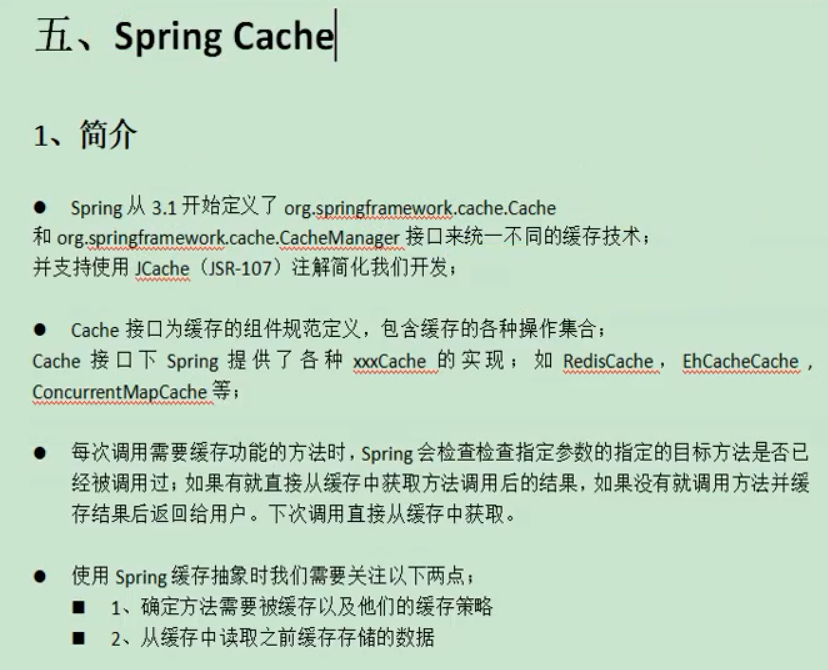 五、Spring Cache
1、简介
● Spring 从 3.1 开始定义了 org.springframework.cache.Cache
和 org.springframework.cache.CacheManager 接口来统一不同的缓存技术；
并支持使用 JCache（JSR-107）注解简化我们开发；
● Cache 接口为缓存的组件规范定义，包含缓存的各种操作集合；
Cache 接口下 Spring 提供了各种 xxxCache 的实现；如 RedisCache，EhCacheCache ,
ConcurrentMapCache 等；
● 每次调用需要缓存功能的方法时，Spring 会检查检查指定参数的指定的目标方法是否已
经被调用过；如果有就直接从缓存中获取方法调用后的结果，如果没有就调用方法并缓
存结果后返回给用户。下次调用直接从缓存中获取。
● 使用 Spring 缓存抽象时我们需要关注以下两点；
■ 1、确定方法需要被缓存以及他们的缓存策略
■ 2、从缓存中读取之前缓存存储的数据